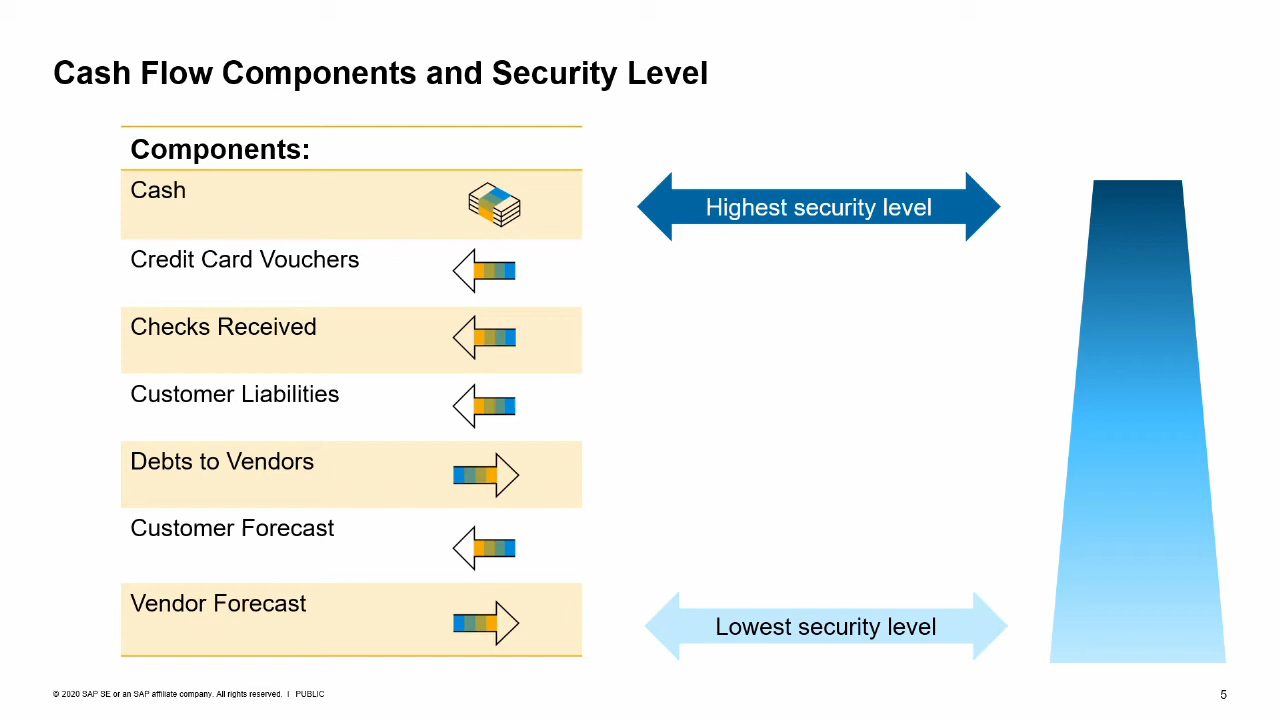 Cash Flow Components and Security Level
Components:
Cash
Highest security level
Credit Card Vouchers
Checks Received
Customer Liabilities
Debts to Vendors
Customer Forecast
Vendor Forecast
Lowest security level
© 2020 SAP SE or an SAP affiliate company. All rights reserved. I PUBLIC
5